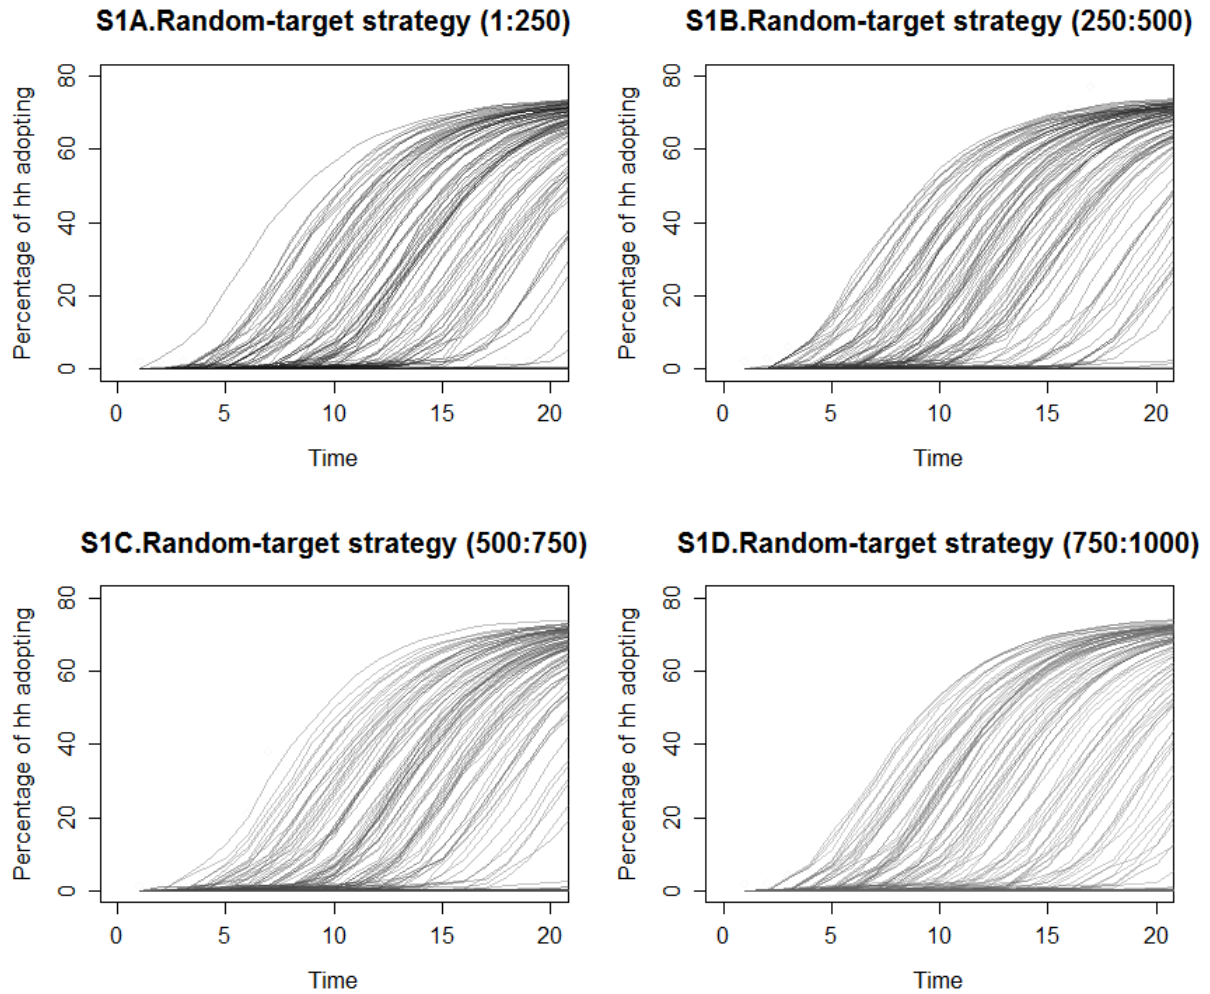 S1A.Random-target strategy (1:250)
Percentage of hh adopting
80
60
40
20
0
0 5 10 15 20
Time
S1B.Random-target strategy (250:500)
Percentage of hh adopting
80
60
40
20
0
0 5 10 15 20
Time
S1C.Random-target strategy (500:750)
Percentage of hh adopting
80
60
40
20
0
0 5 10 15 20
Time
S1D.Random-target strategy (750:1000)
Percentage of hh adopting
80
60
40
20
0
0 5 10 15 20
Time